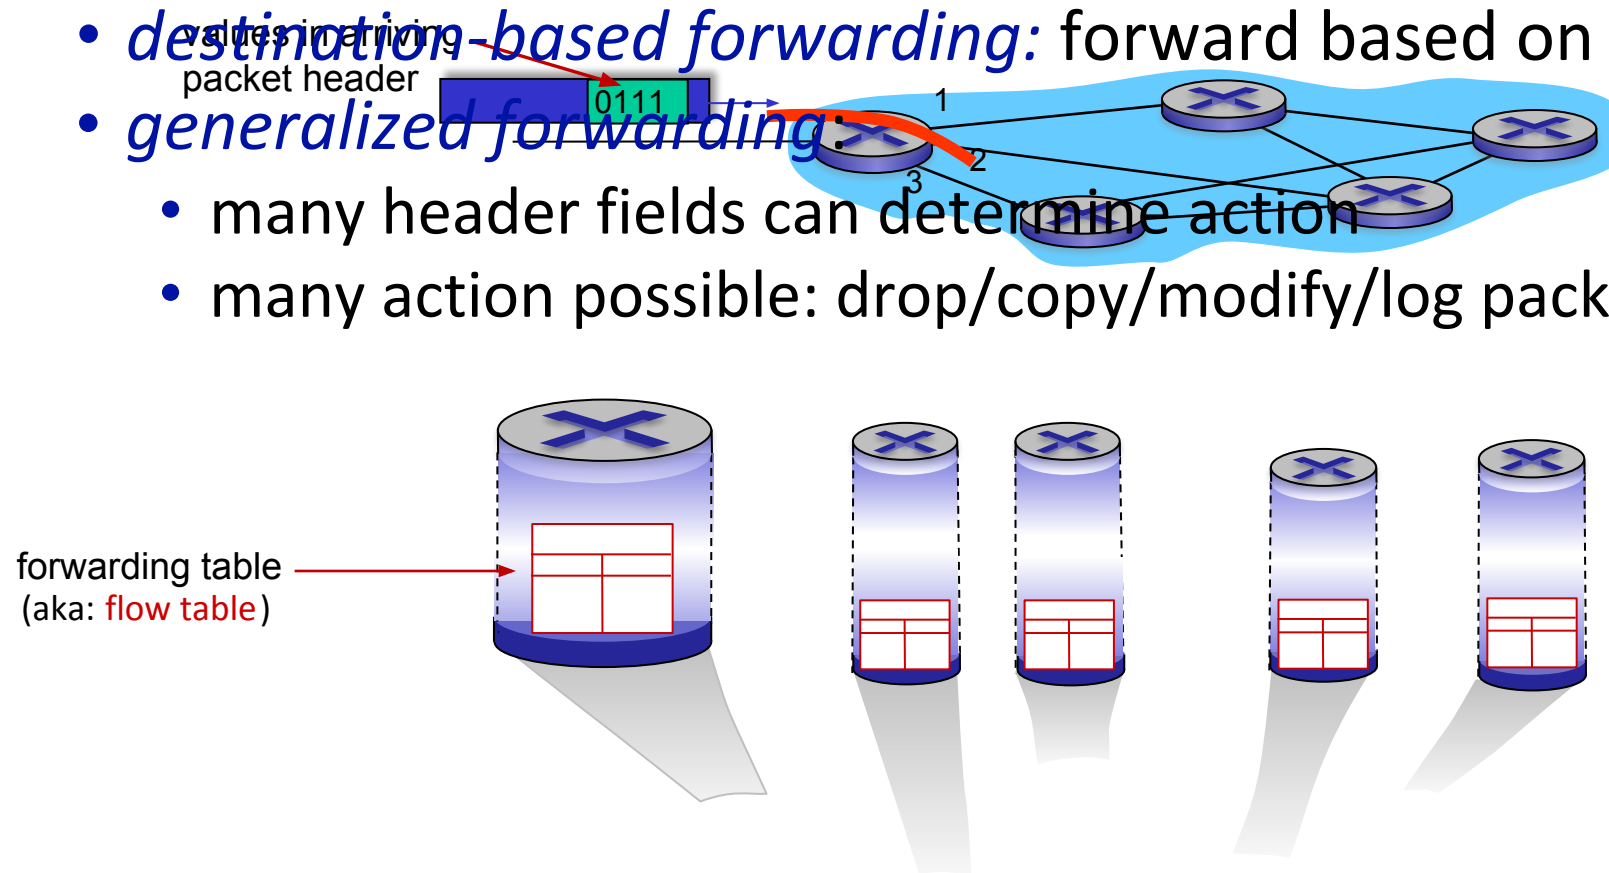 • destination-based forwarding: forward based on
values in arriving
packet header
0111
• generalized forwarding:
1
2
3
• many header fields can determine action
• many action possible: drop/copy/modify/log pack
forwarding table
(aka: flow table)